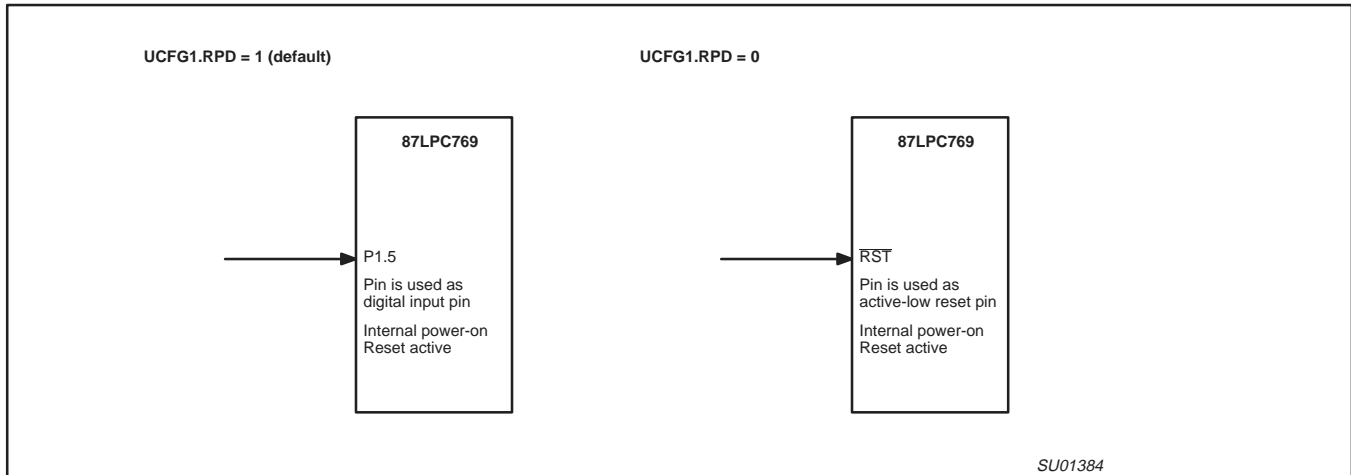 UCFG1.RPD = 1 (default)
UCFG1.RPD = 0
87LPC769
P1.5
Pin is used as
digital input pin
Internal power-on
Reset active
87LPC769
R̅S̅T̅
Pin is used as
active-low reset pin
Internal power-on
Reset active
SU01384